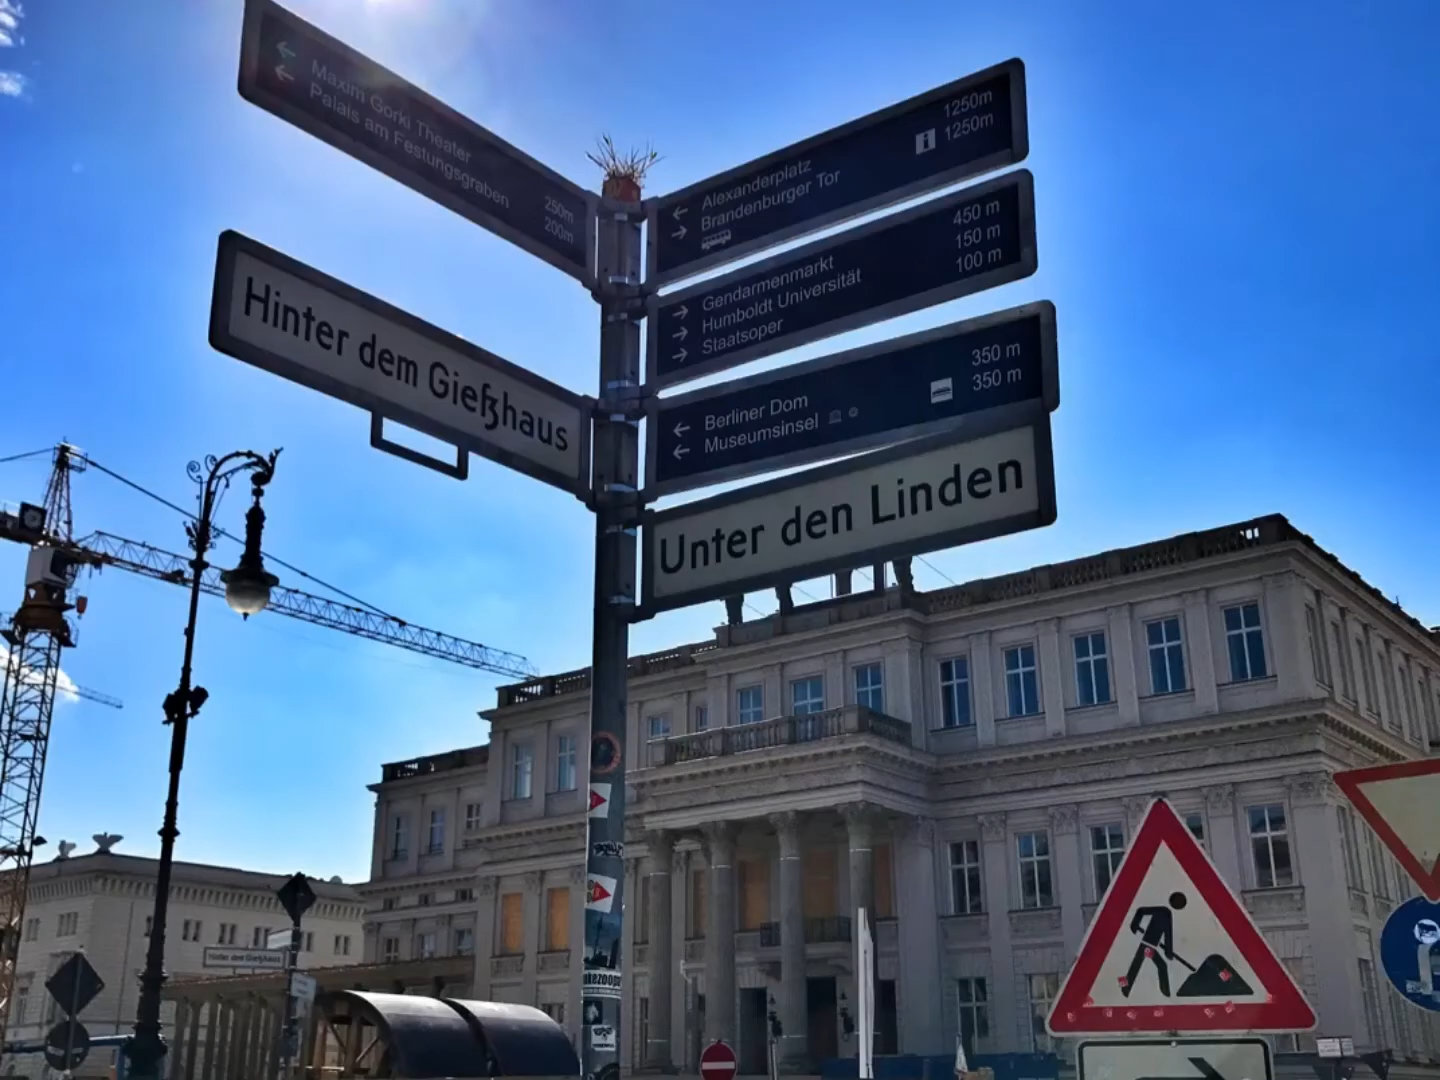 Maxim Gorki Theater 250m
Palais am Festungsgraben 200m
Hinter dem Gießhaus
Alexanderplatz 1250m
Brandenburger Tor 1250m
Gendarmenmarkt 450 m
Humboldt Universität 150 m
Staatsoper 100 m
Berliner Dom 350 m
Museumsinsel 350 m
Unter den Linden
Hinter dem Gießhaus